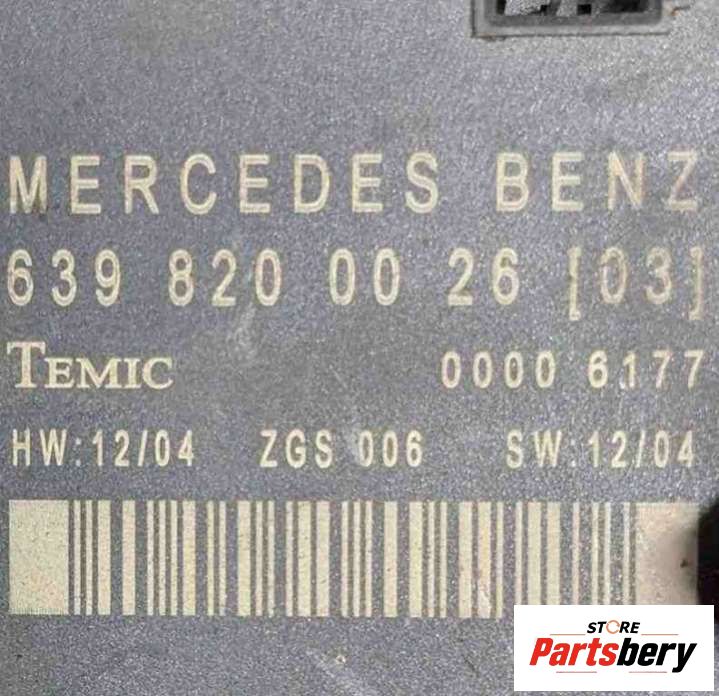 MERCEDES BENZ
639 820 00 26 [03]
TEMIC 0000 6177
HW:12/04 ZGS 006 SW:12/04
STORE
Partsbery